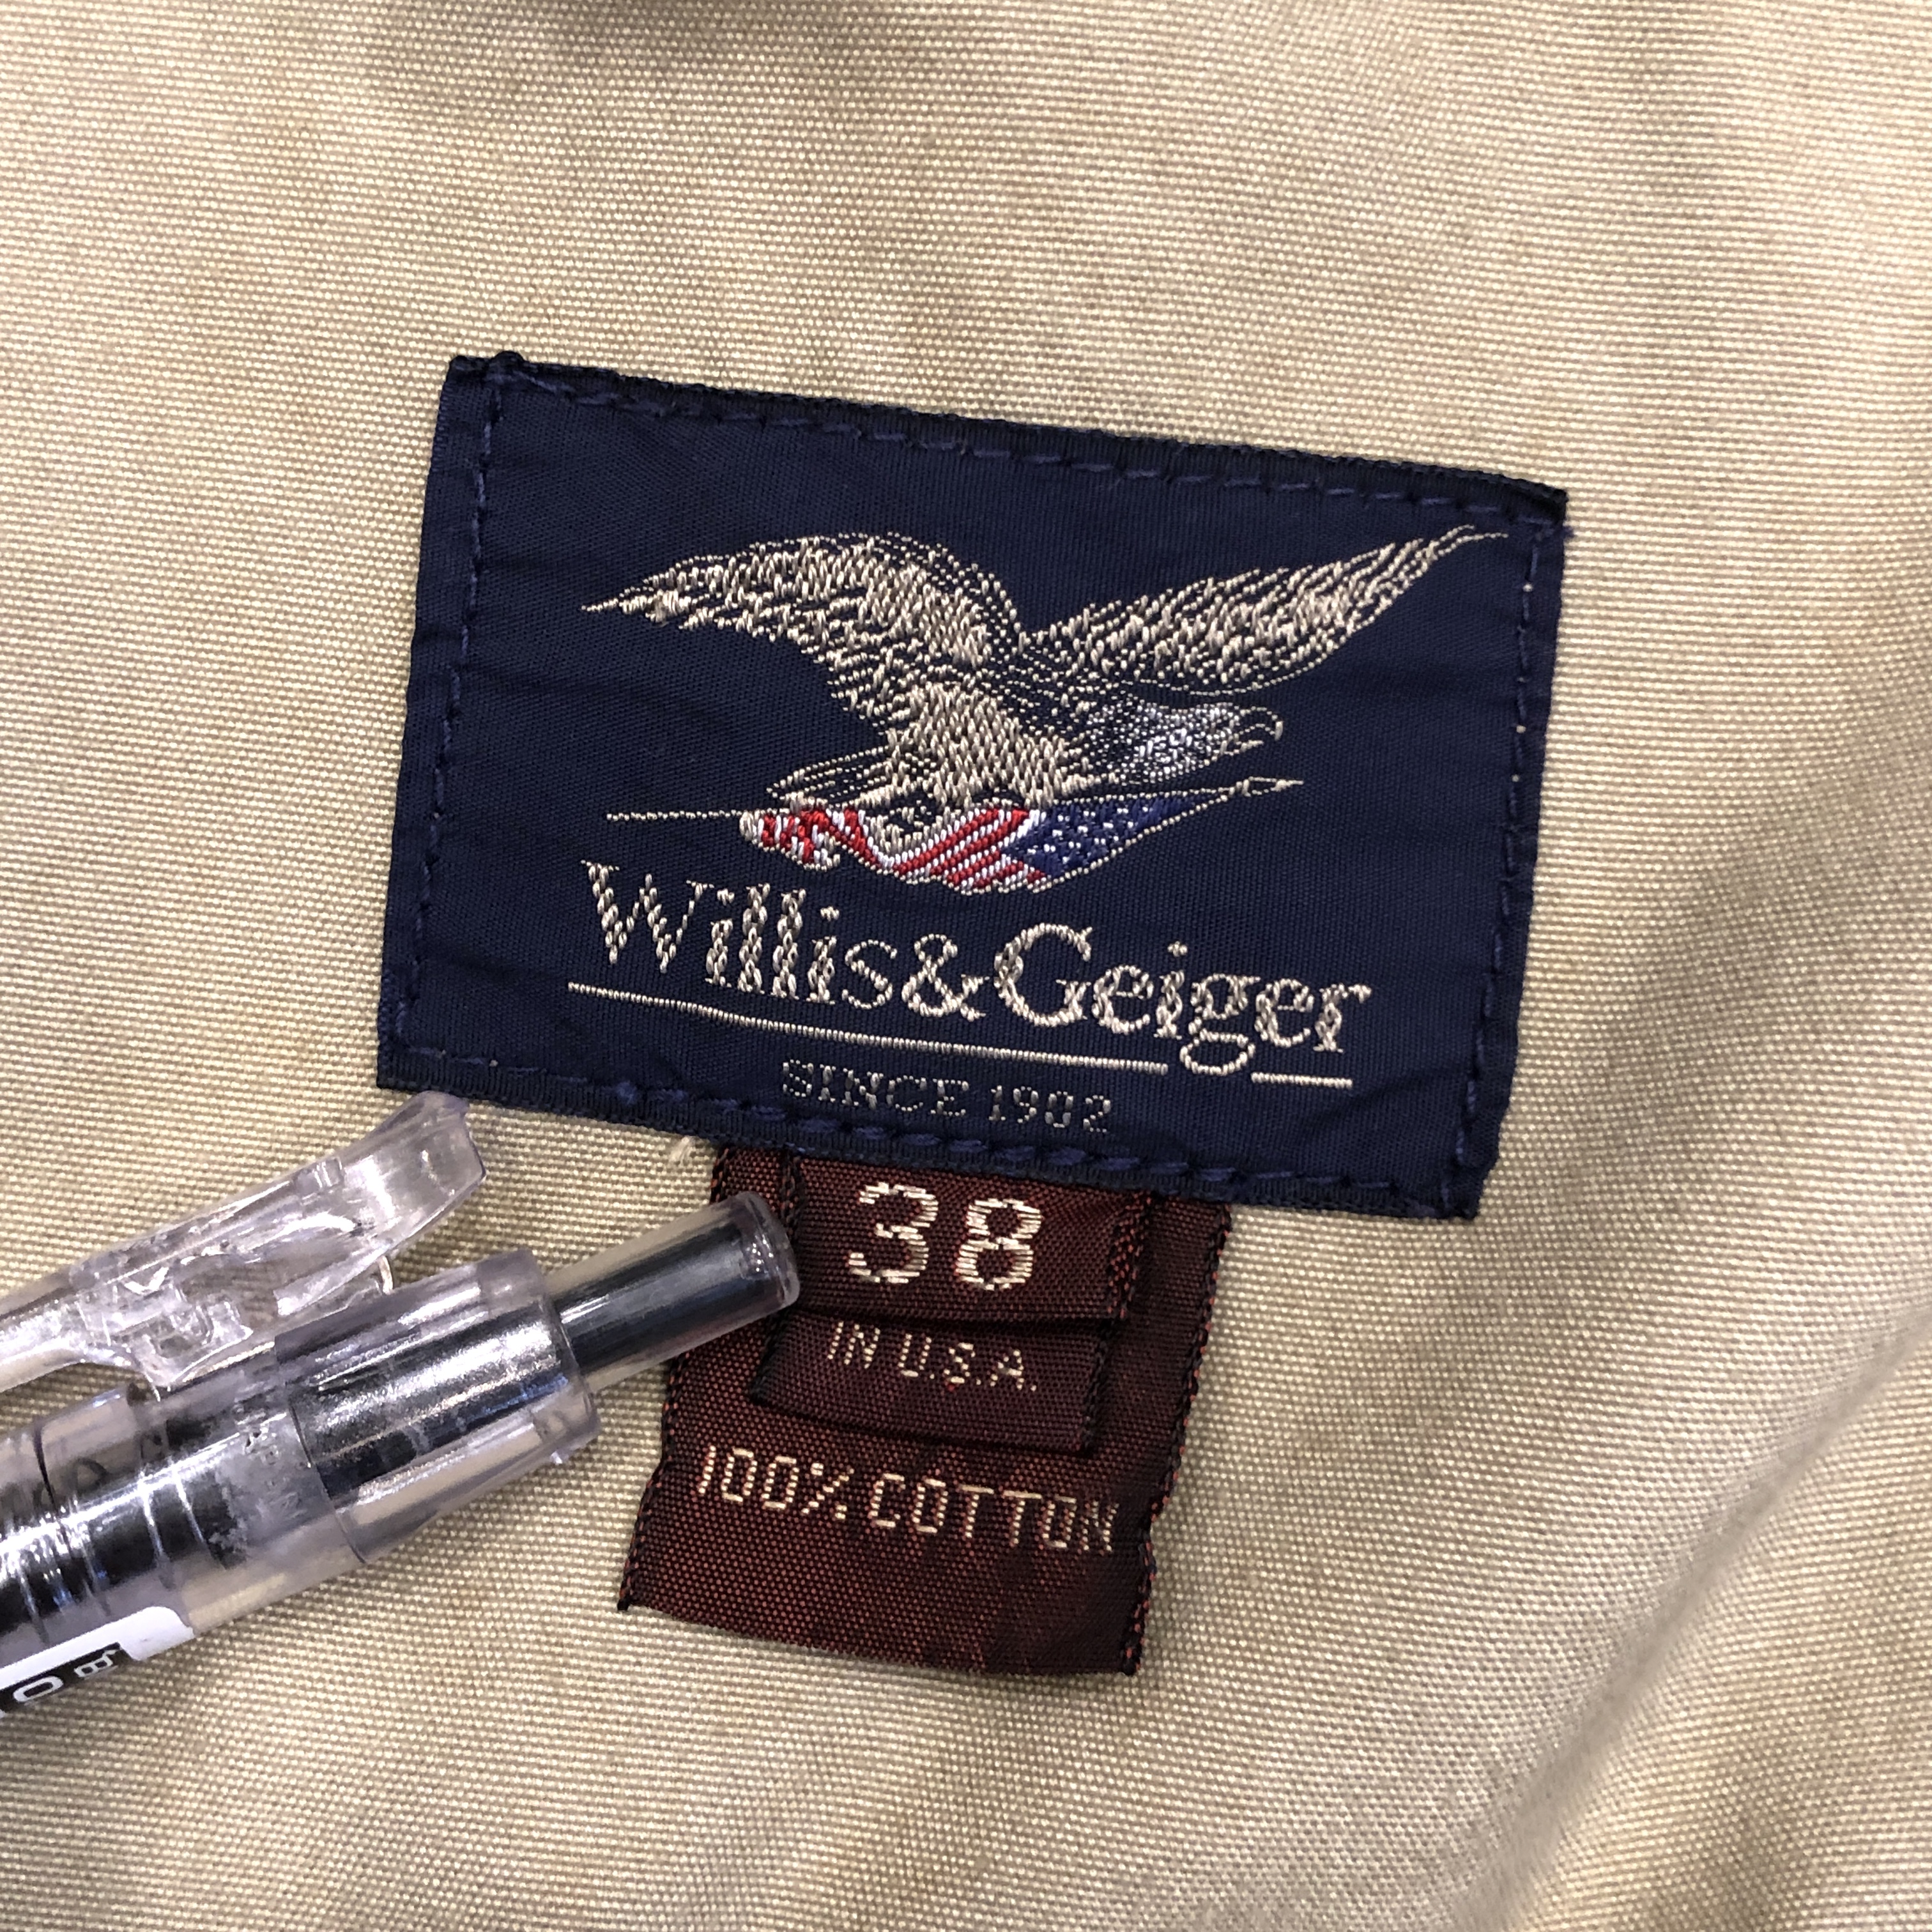 Willis & Geiger
SINCE 1902
38
IN U.S.A.
100% COTTON